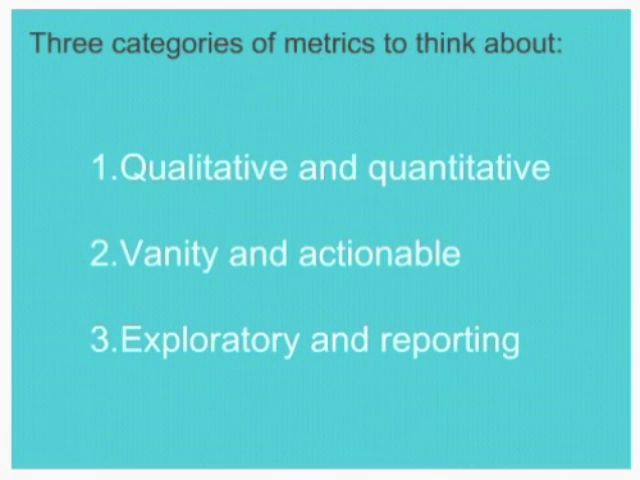 Three categories of metrics to think about:
1.Qualitative and quantitative
2.Vanity and actionable
3.Exploratory and reporting